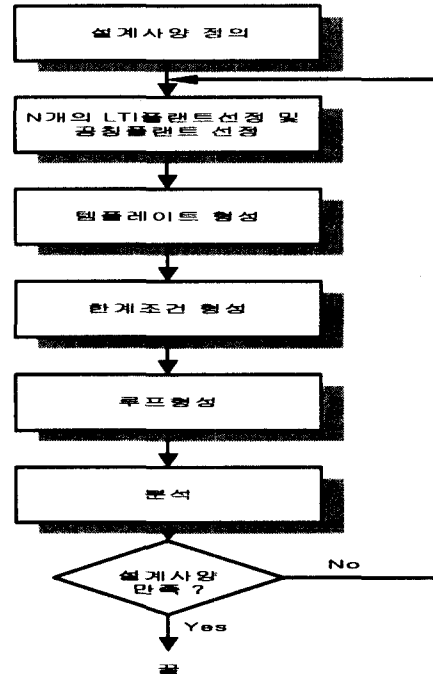 설계사양 정의
N개의 LTI플랜트선정 및
공칭플랜트 선정
템플레이트 형성
한계조건 형성
루프형성
분석
설계사양
만족 ?
No
Yes
끝